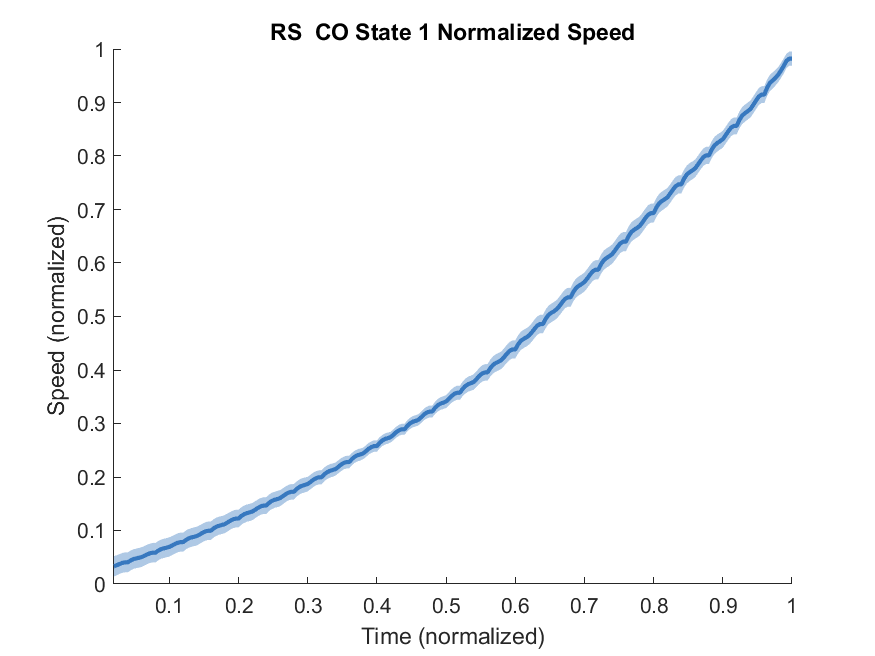 RS  CO State 1 Normalized Speed
1
0.9
0.8
0.7
0.6
0.5
0.4
0.3
0.2
0.1
0
Speed (normalized)
0.1 0.2 0.3 0.4 0.5 0.6 0.7 0.8 0.9 1
Time (normalized)